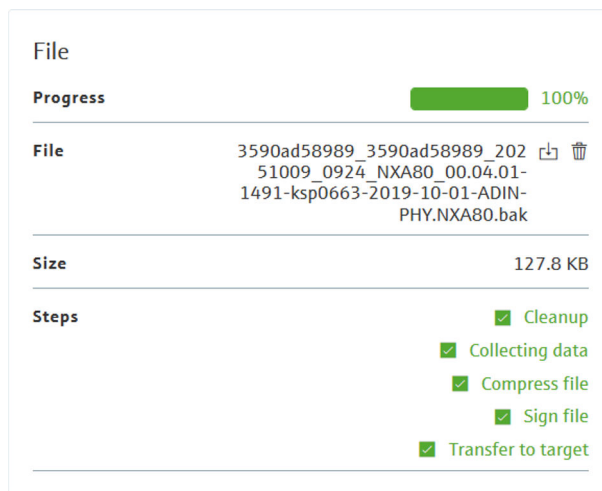 File
Progress 100%
File 3590ad58989_3590ad58989_202
51009_0924_NXA80_00.04.01-
1491-ksp0663-2019-10-01-ADIN-
PHY.NXA80.bak
Size 127.8 KB
Steps Cleanup
Collecting data
Compress file
Sign file
Transfer to target